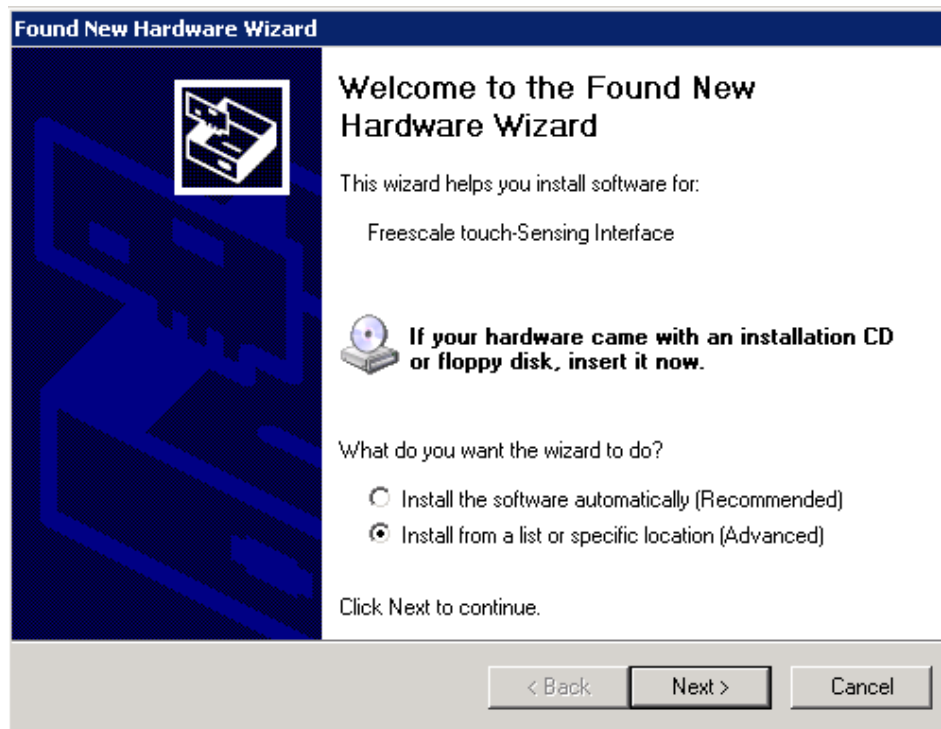 Found New Hardware Wizard
Welcome to the Found New
Hardware Wizard
This wizard helps you install software for:
Freescale touch-Sensing Interface
If your hardware came with an installation CD
or floppy disk, insert it now.
What do you want the wizard to do?
Install the software automatically (Recommended)
Install from a list or specific location (Advanced)
Click Next to continue.
< Back
Next >
Cancel